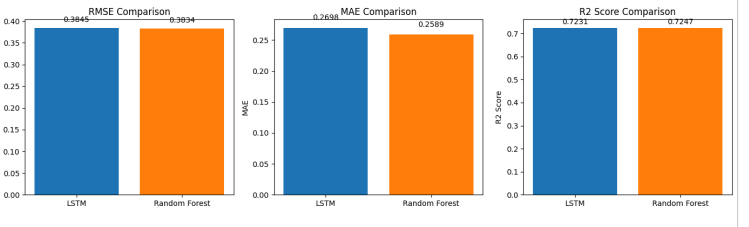 RMSE Comparison
0.3845
0.3834
0.40
0.35
0.30
0.25
0.20
0.15
0.10
0.05
0.00
LSTM
Random Forest
MAE Comparison
0.2698
0.2589
MAE
0.25
0.20
0.15
0.10
0.05
0.00
LSTM
Random Forest
R2 Score Comparison
0.7231
0.7247
R2 Score
0.7
0.6
0.5
0.4
0.3
0.2
0.1
0.0
LSTM
Random Forest